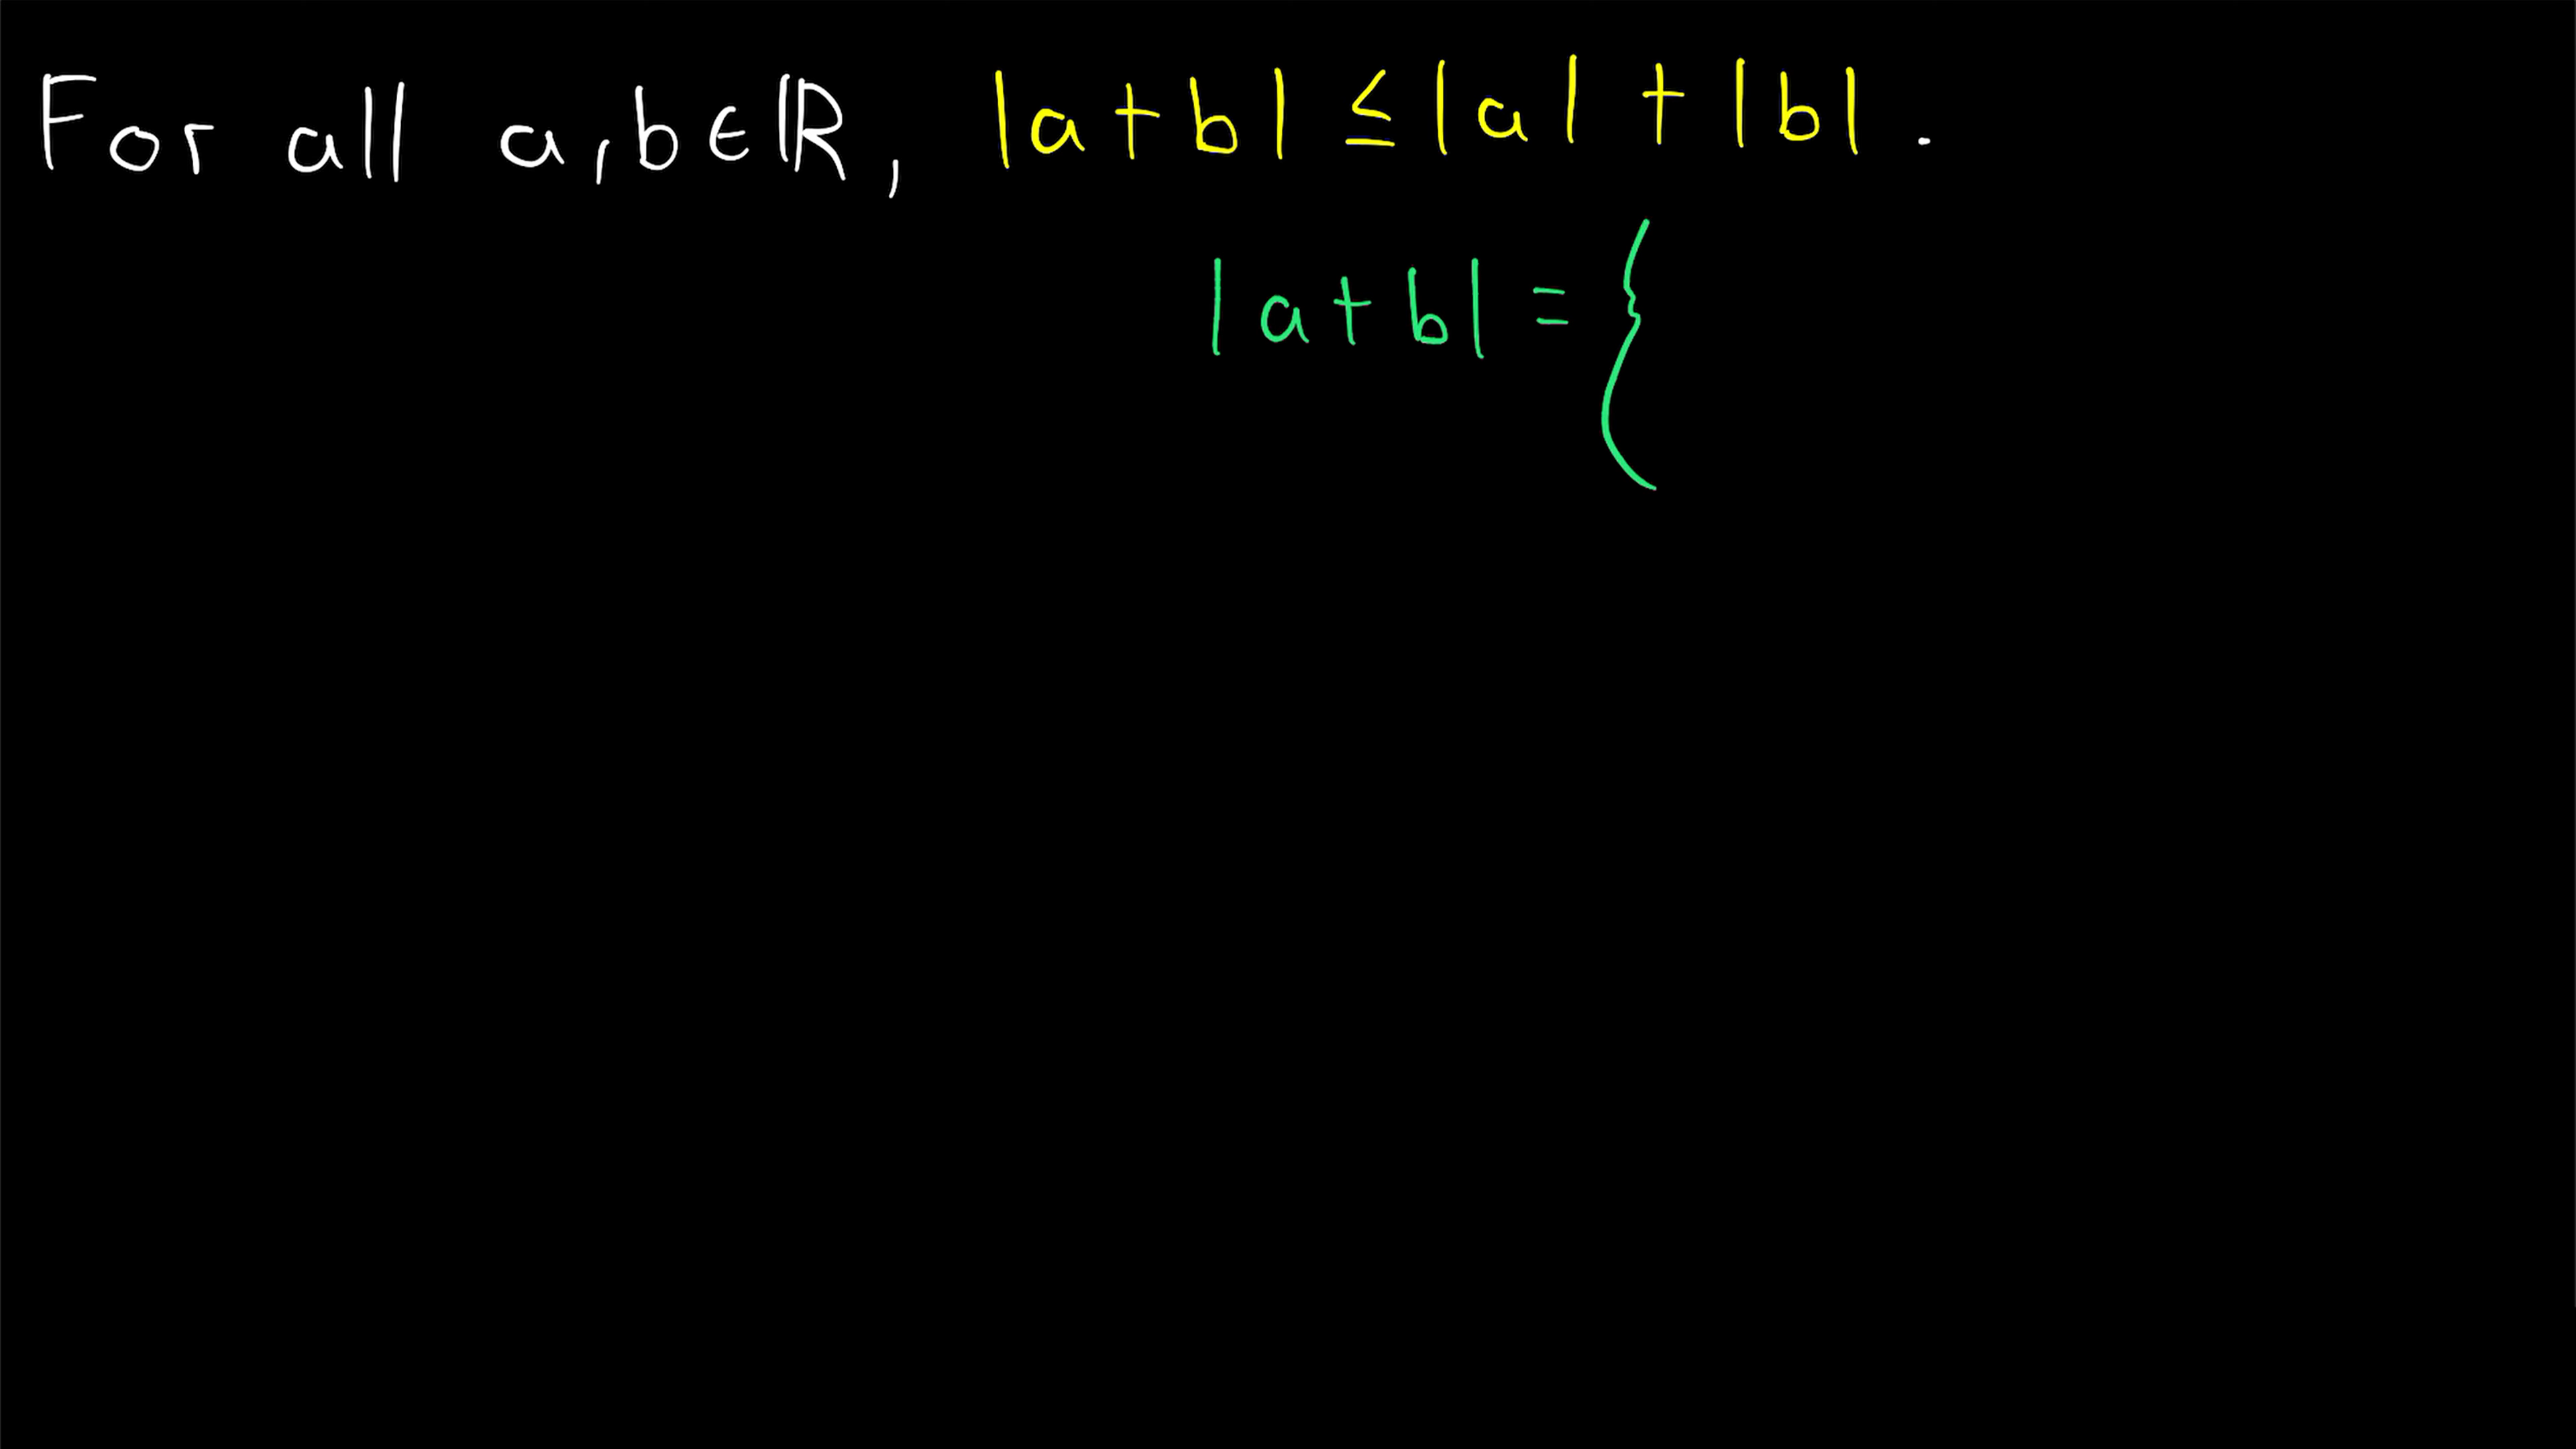 For all a,b∈ℝ, |a+b| ≤ |a| + |b|.
|a+b| = {